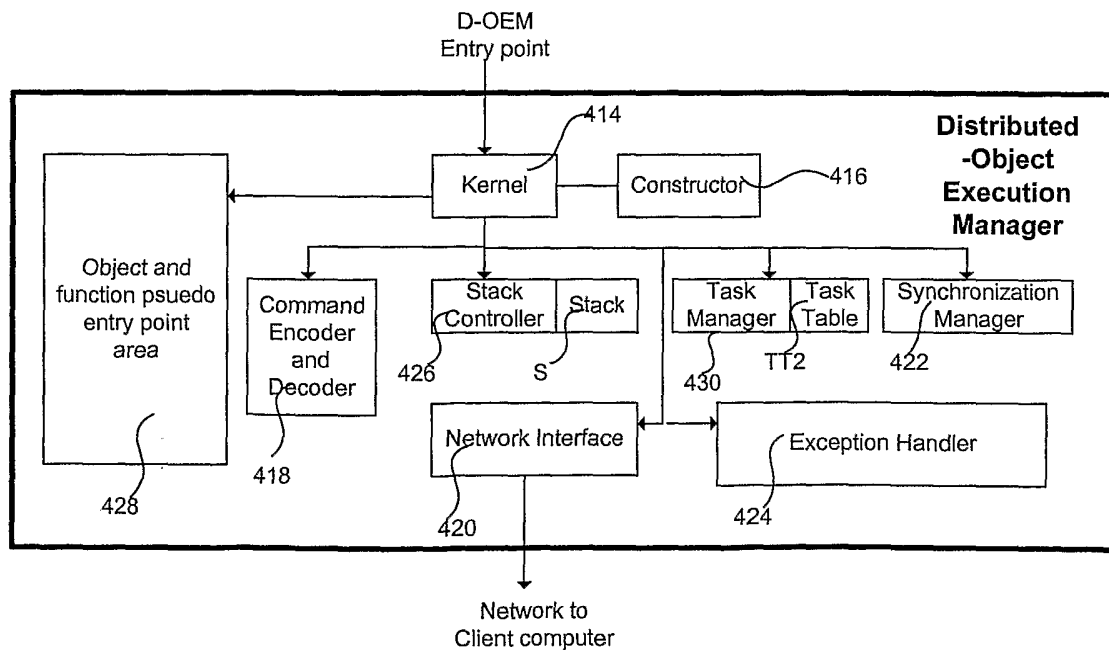 D-OEM
Entry point
414
Distributed
-Object
Execution
Manager
Kernel
Constructor
416
Object and
function psuedo
entry point
area
428
Command
Encoder
and
Decoder
418
Stack
Controller
Stack
426
S
Task
Manager
Task
Table
430
TT2
Synchronization
Manager
422
Network Interface
420
Exception Handler
424
Network to
Client computer